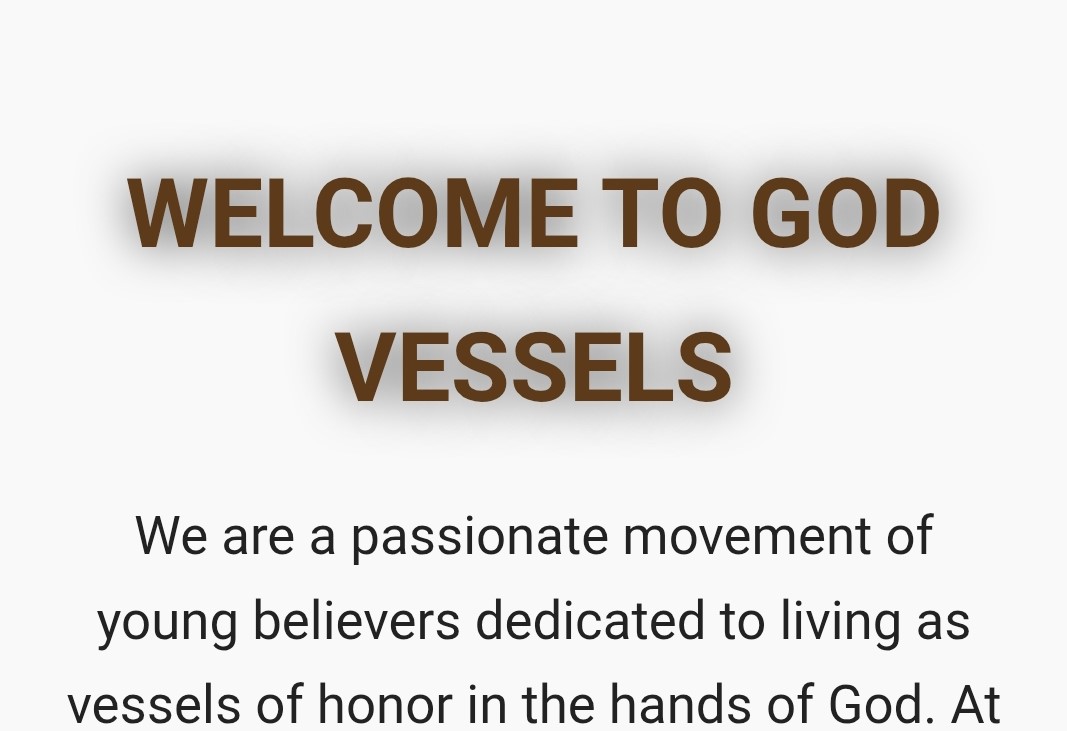 WELCOME TO GOD
VESSELS
We are a passionate movement of
young believers dedicated to living as
vessels of honor in the hands of God. At